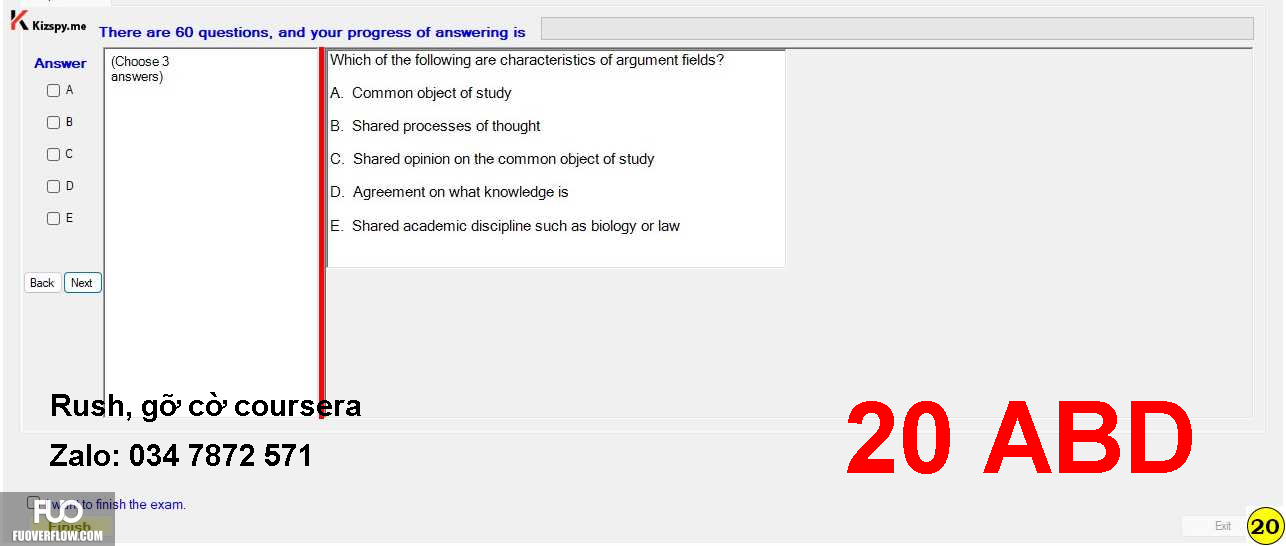 Kizspy.me
There are 60 questions, and your progress of answering is
Answer
(Choose 3
answers)
A
B
C
D
E
Which of the following are characteristics of argument fields?
A. Common object of study
B. Shared processes of thought
C. Shared opinion on the common object of study
D. Agreement on what knowledge is
E. Shared academic discipline such as biology or law
Back Next
Rush, gỡ cờ coursera
Zalo: 034 7872 571
20 ABD
I want to finish the exam.
Finish
FUO
FUOVERFLOW.COM
Exit
20